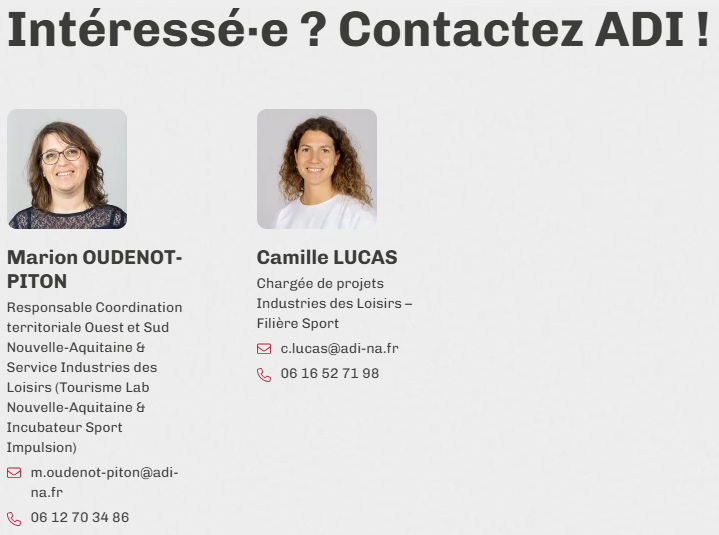 Intéressé·e ? Contactez ADI !
Marion OUDENOT-
PITON
Responsable Coordination
territoriale Ouest et Sud
Nouvelle-Aquitaine &
Service Industries des
Loisirs (Tourisme Lab
Nouvelle-Aquitaine &
Incubateur Sport
Impulsion)
m.oudenot-piton@adi-
na.fr
06 12 70 34 86
Camille LUCAS
Chargée de projets
Industries des Loisirs –
Filière Sport
c.lucas@adi-na.fr
06 16 52 71 98